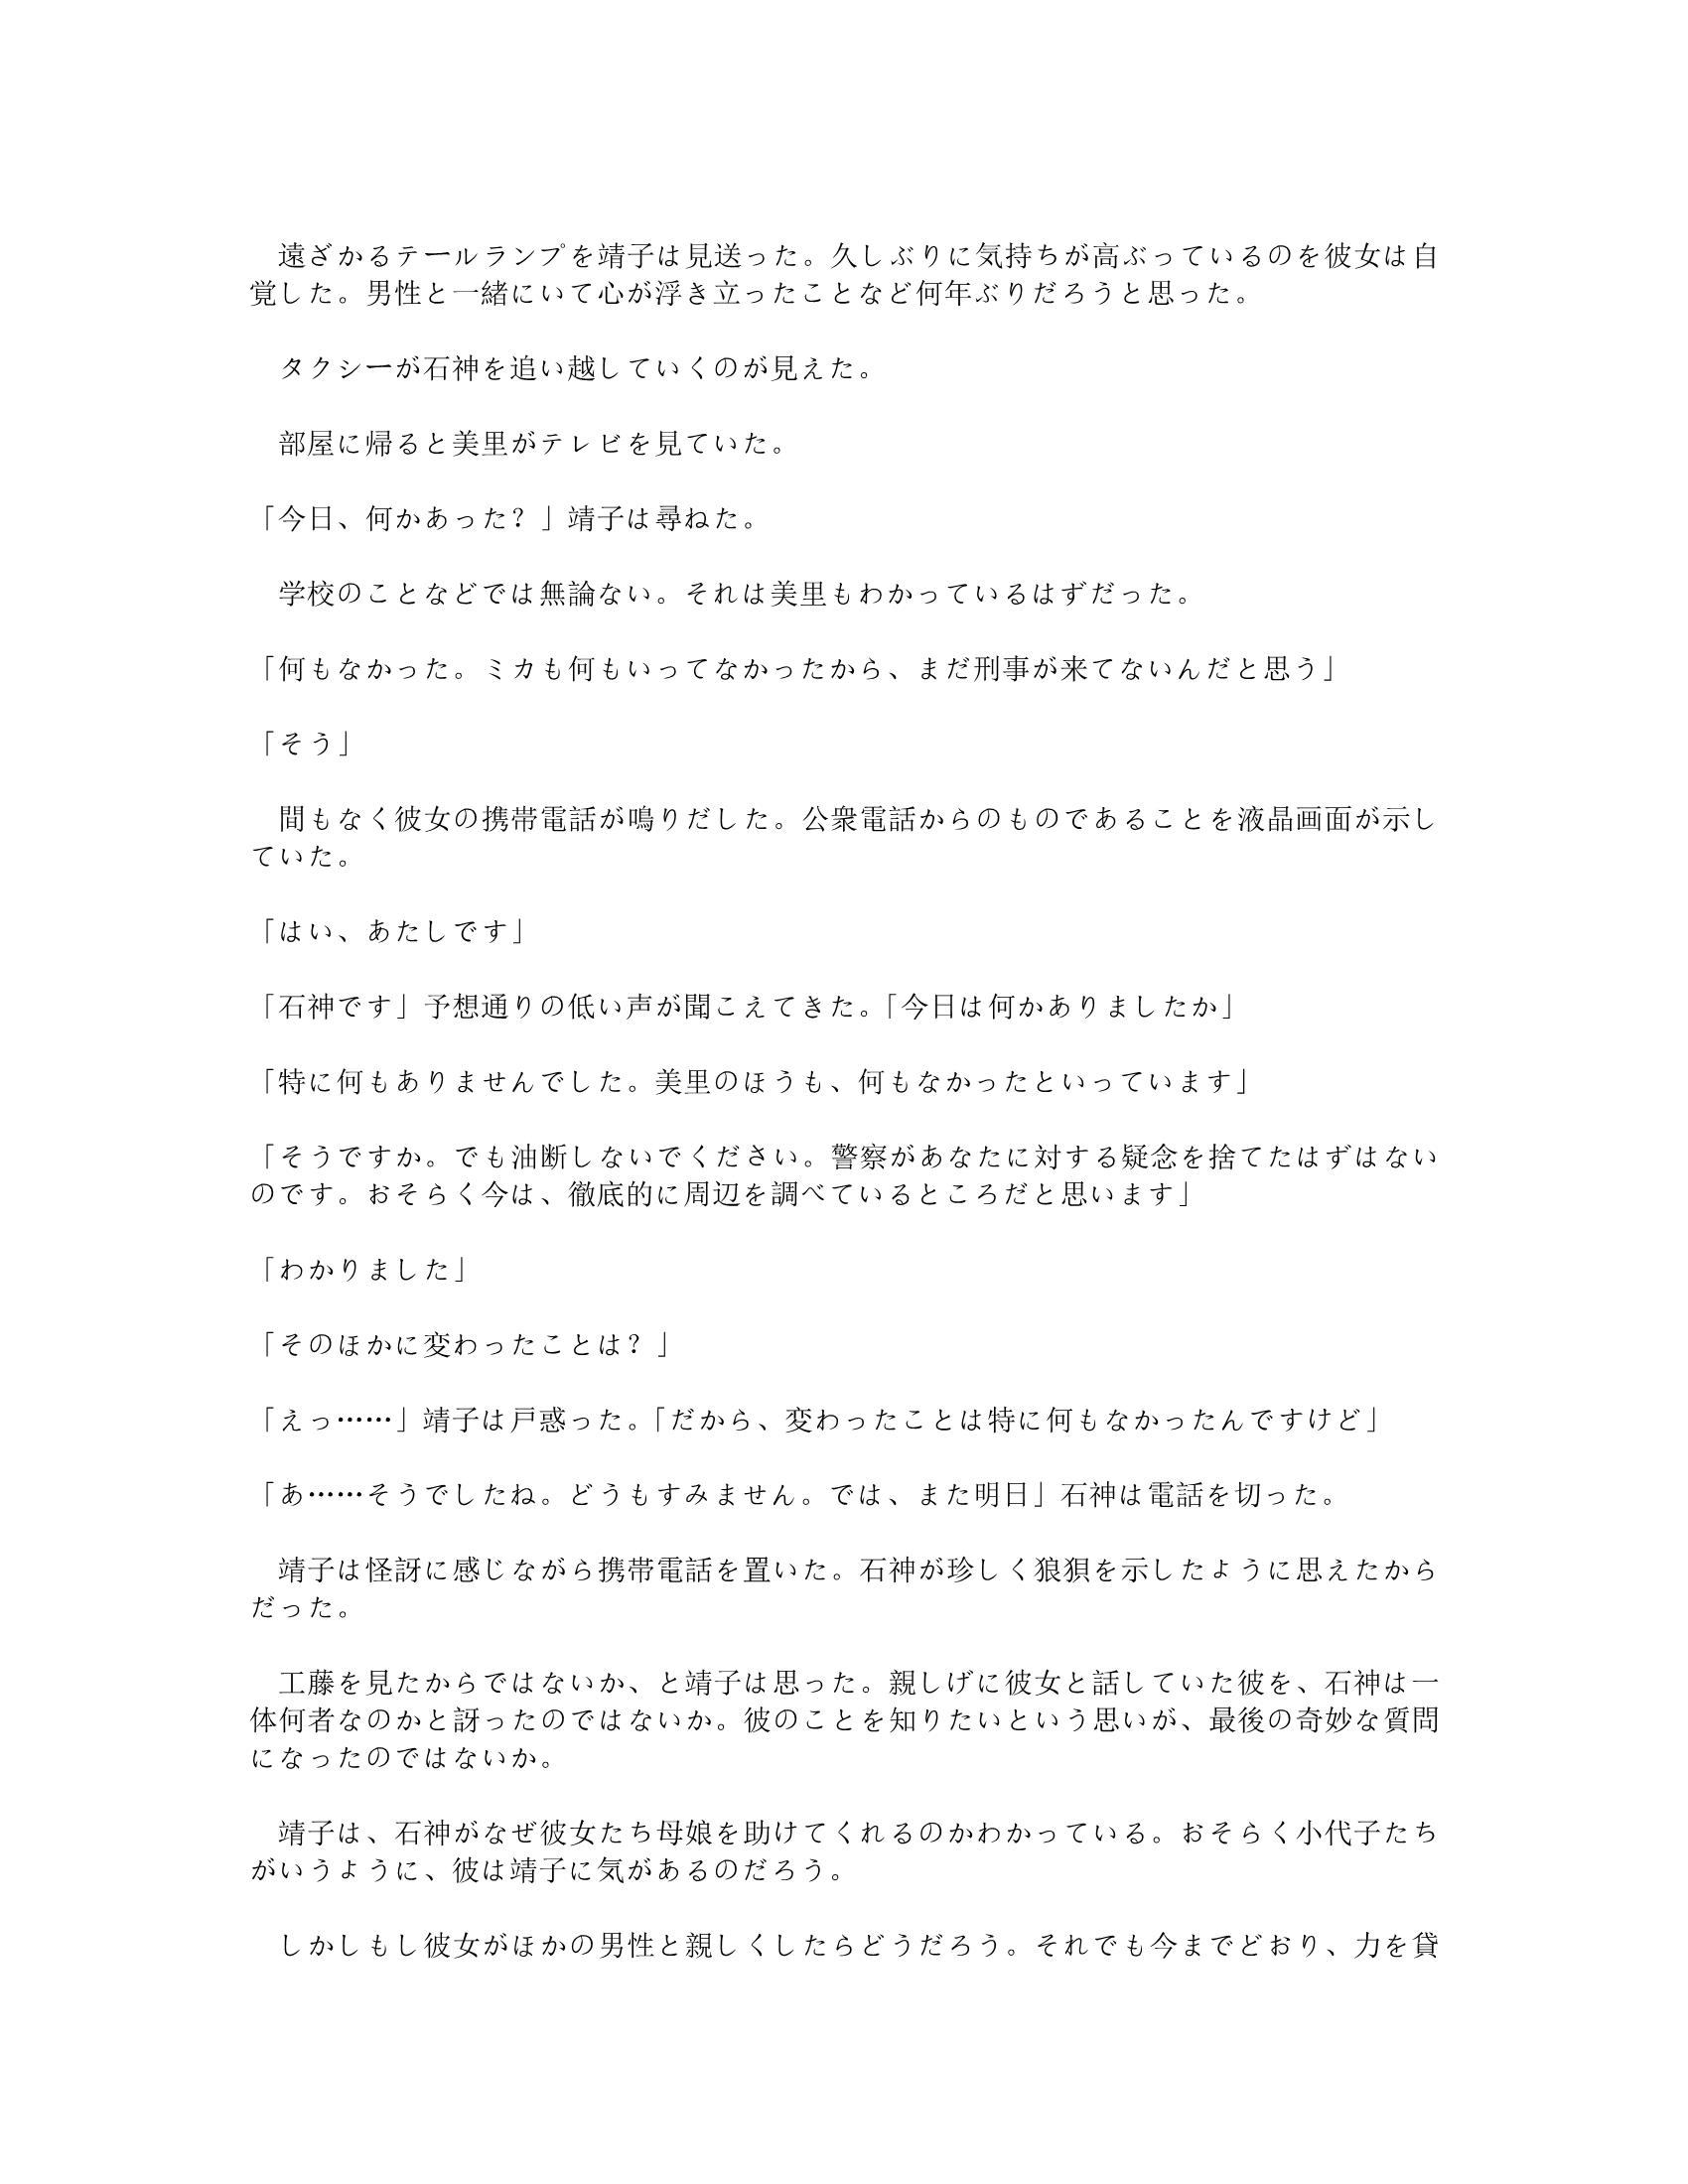 遠ざかるテールランプを靖子は見送った。久しぶりに気持ちが高ぶっているのを彼女は自
覚した。男性と一緒にいて心が浮き立ったことなど何年ぶりだろうと思った。
　タクシーが石神を追い越していくのが見えた。
　部屋に帰ると美里がテレビを見ていた。
「今日、何かあった？」靖子は尋ねた。
　学校のことなどでは無論ない。それは美里もわかっているはずだった。
「何もなかった。ミカも何もいってなかったから、まだ刑事が来てないんだと思う」
「そう」
　間もなく彼女の携帯電話が鳴りだした。公衆電話からのものであることを液晶画面が示し
ていた。
「はい、あたしです」
「石神です」予想通りの低い声が聞こえてきた。「今日は何かありましたか」
「特に何もありませんでした。美里のほうも、何もなかったといっています」
「そうですか。でも油断しないでください。警察があなたに対する疑念を捨てたはずはない
のです。おそらく今は、徹底的に周辺を調べているところだと思います」
「わかりました」
「そのほかに変わったことは？」
「えっ……」靖子は戸惑った。「だから、変わったことは特に何もなかったんですけど」
「あ……そうでしたね。どうもすみません。では、また明日」石神は電話を切った。
　靖子は怪訝に感じながら携帯電話を置いた。石神が珍しく狼狽を示したように思えたから
だった。
　工藤を見たからではないか、と靖子は思った。親しげに彼女と話していた彼を、石神は一
体何者なのかと訝ったのではないか。彼のことを知りたいという思いが、最後の奇妙な質問
になったのではないか。
　靖子は、石神がなぜ彼女たち母娘を助けてくれるのかわかっている。おそらく小代子たち
がいうように、彼は靖子に気があるのだろう。
　しかしもし彼女がほかの男性と親しくしたらどうだろう。それでも今までどおり、力を貸